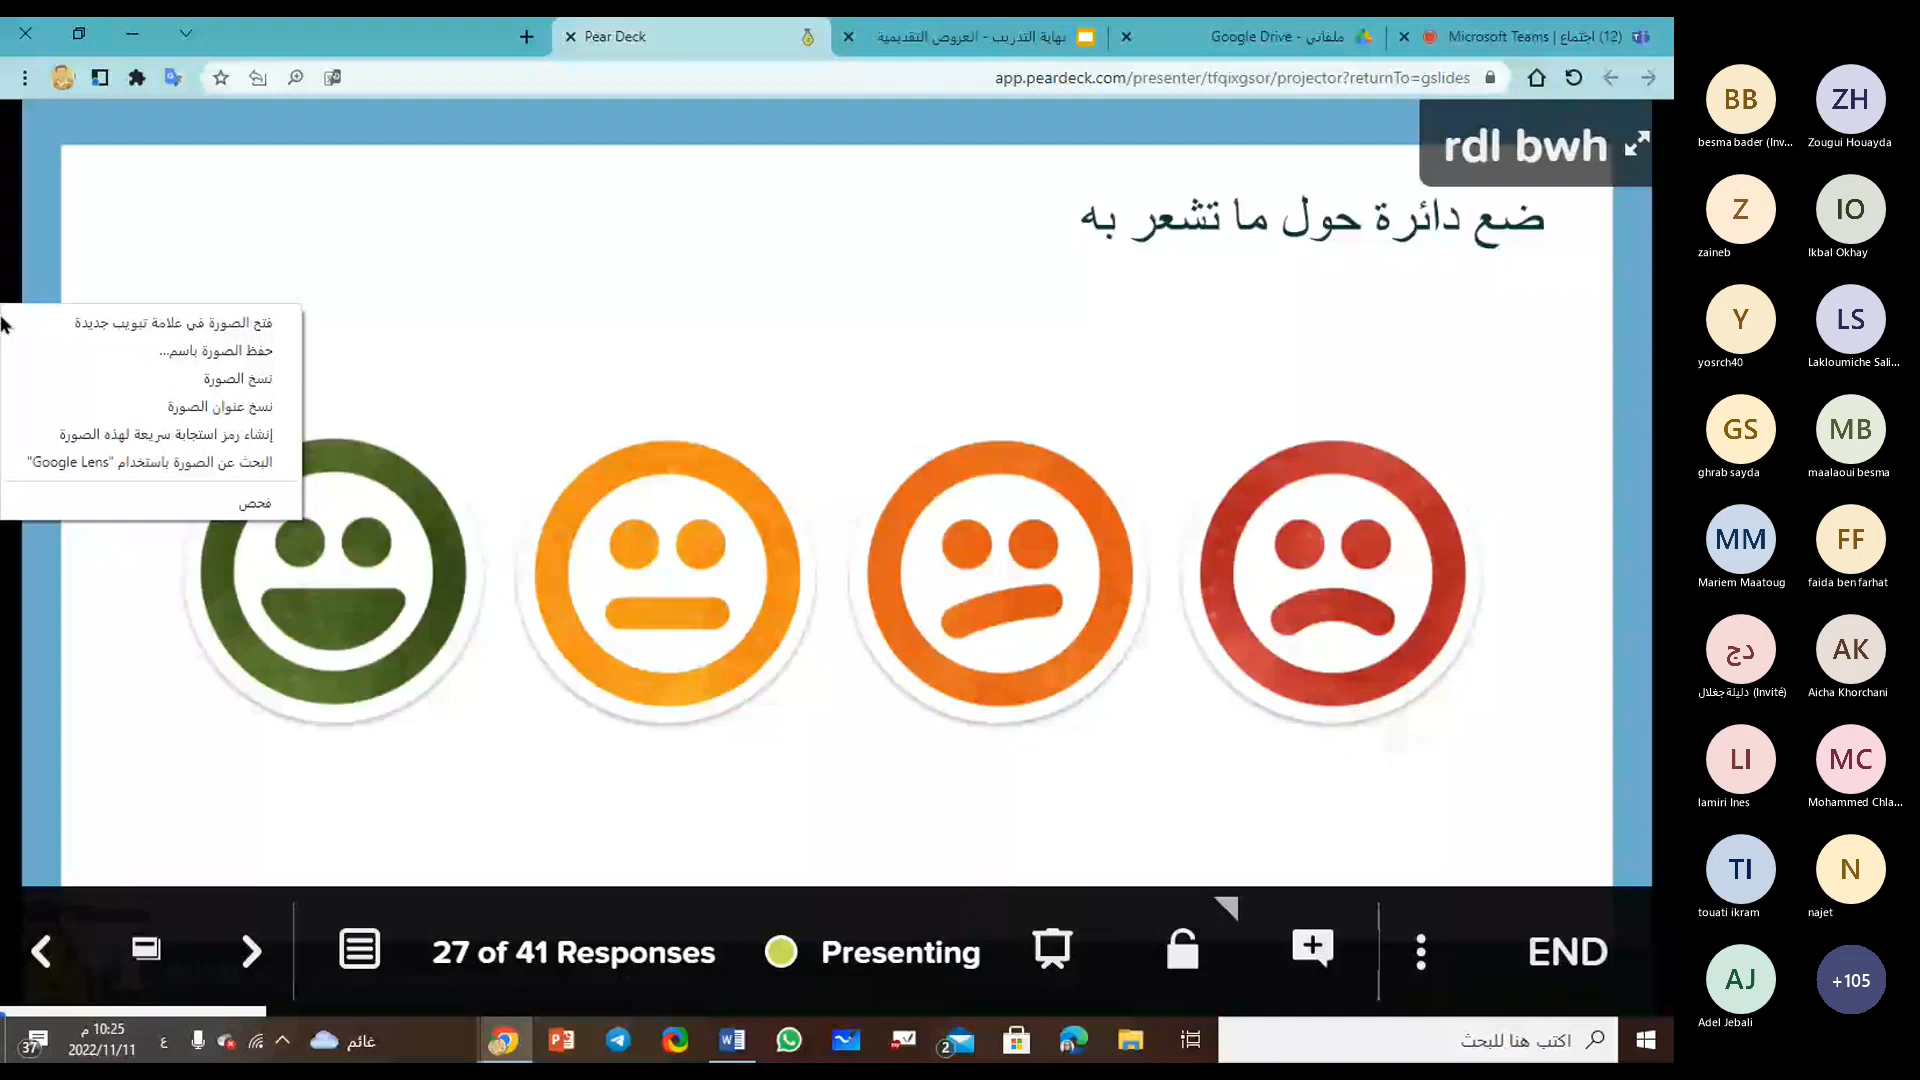 Pear Deck
نهاية التدريب - العروض التقديمية
ملفاتي - Google Drive
(12) اجتماع | Microsoft Teams
app.peardeck.com/presenter/tfqixgsor/projector?returnTo=gslides
rdl bwh
ضع دائرة حول ما تشعر به
فتح الصورة في علامة تبويب جديدة
حفظ الصورة باسم...
نسخ الصورة
نسخ عنوان الصورة
إنشاء رمز استجابة سريعة لهذه الصورة
البحث عن الصورة باستخدام "Google Lens"
فحص
27 of 41 Responses
Presenting
END
BB
besma bader (Inv...
ZH
Zougui Houayda
Z
zaineb
IO
Ikbal Okhay
Y
yosrch40
LS
Lakloumiche Sali...
GS
ghrab sayda
MB
maalaoui besma
MM
Mariem Maatoug
FF
faida ben farhat
دج
دليلة جغلال (Invité)
AK
Aicha Khorchani
LI
lamiri Ines
MC
Mohammed Chla...
TI
touati ikram
N
najet
AJ
Adel Jebali
+105
37
10:25 م
2022/11/11
ع
غائم
2
اكتب هنا للبحث